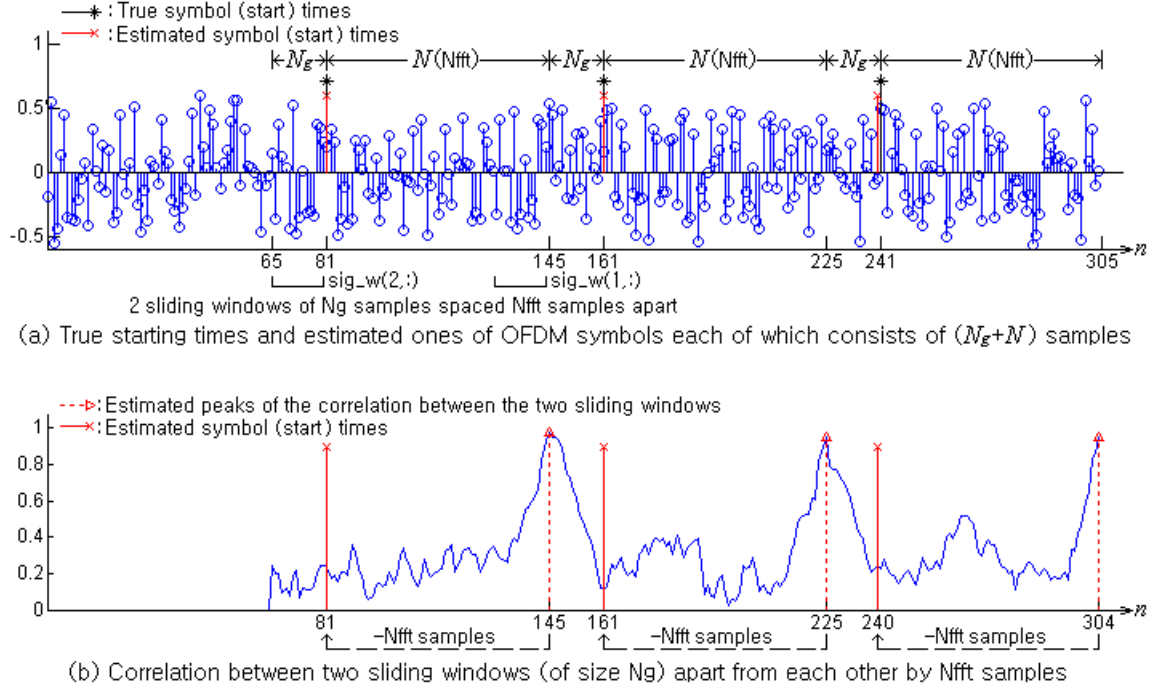 : True symbol (start) times
: Estimated symbol (start) times
1
0.5
0
-0.5
Ng N(Nfft) Ng N(Nfft) Ng N(Nfft)
65 81 145 161 225 241 305 n
sig_w(2,:) sig_w(1,:)
2 sliding windows of Ng samples spaced Nfft samples apart
(a) True starting times and estimated ones of OFDM symbols each of which consists of (Ng+N) samples
: Estimated peaks of the correlation between the two sliding windows
: Estimated symbol (start) times
1
0.8
0.6
0.4
0.2
0
81 145 161 225 240 304 n
-Nfft samples -Nfft samples -Nfft samples
(b) Correlation between two sliding windows (of size Ng) apart from each other by Nfft samples